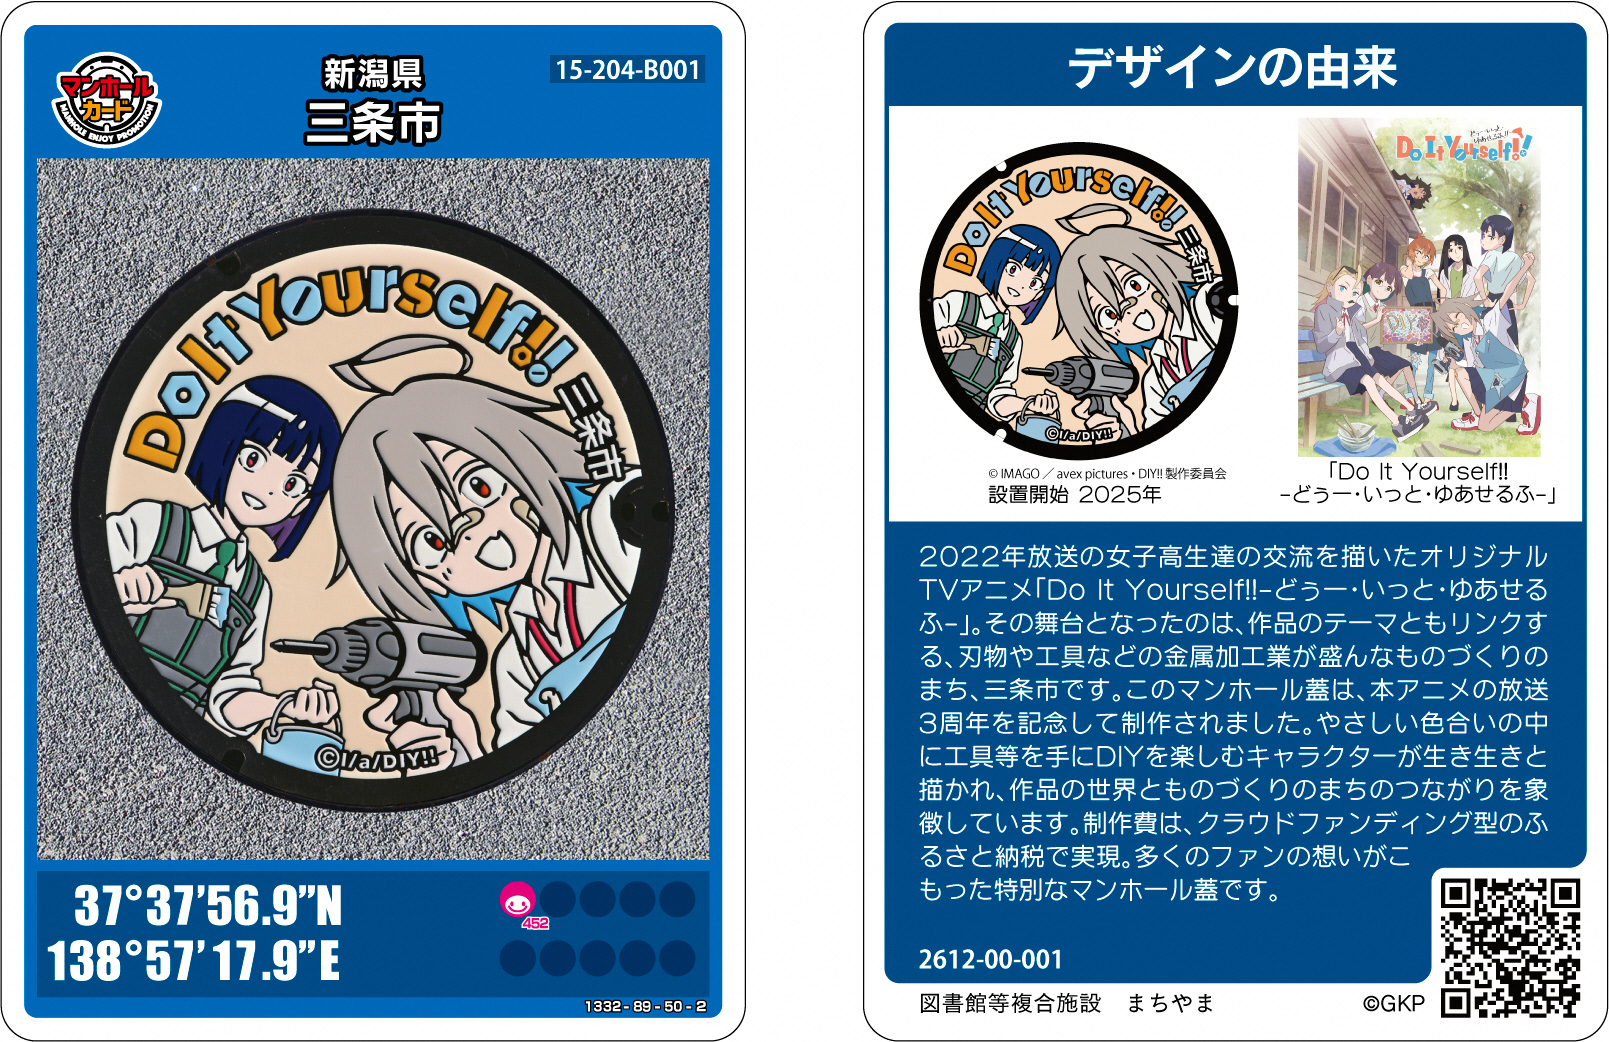 マンホール
カード
MANHOLE ENJOY PROMOTION
新潟県
三条市
15-204-B001
Do It Yourself!!
三条市
©I/a/DIY!!
37°37’56.9”N
138°57’17.9”E
452
1332-89-50-2
デザインの由来
Do It Yourself!!
三条市
©I/a/DIY!!
© IMAGO ／ avex pictures・DIY!! 製作委員会
設置開始 2025年
どぅー・いっと・
ゆあせるふ!!
Do It Yourself!!
DIY
「Do It Yourself!!
-どぅー・いっと・ゆあせるふ-」
2022年放送の女子高生達の交流を描いたオリジナル
TVアニメ「Do It Yourself!!-どぅー・いっと・ゆあせる
ふ-」。その舞台となったのは、作品のテーマともリンクす
る、刃物や工具などの金属加工業が盛んなものづくりの
まち、三条市です。このマンホール蓋は、本アニメの放送
3周年を記念して制作されました。やさしい色合いの中
に工具等を手にDIYを楽しむキャラクターが生き生きと
描かれ、作品の世界とものづくりのまちのつながりを象
徴しています。制作費は、クラウドファンディング型のふ
るさと納税で実現。多くのファンの想いがこ
もった特別なマンホール蓋です。
2612-00-001
図書館等複合施設　まちやま
©GKP